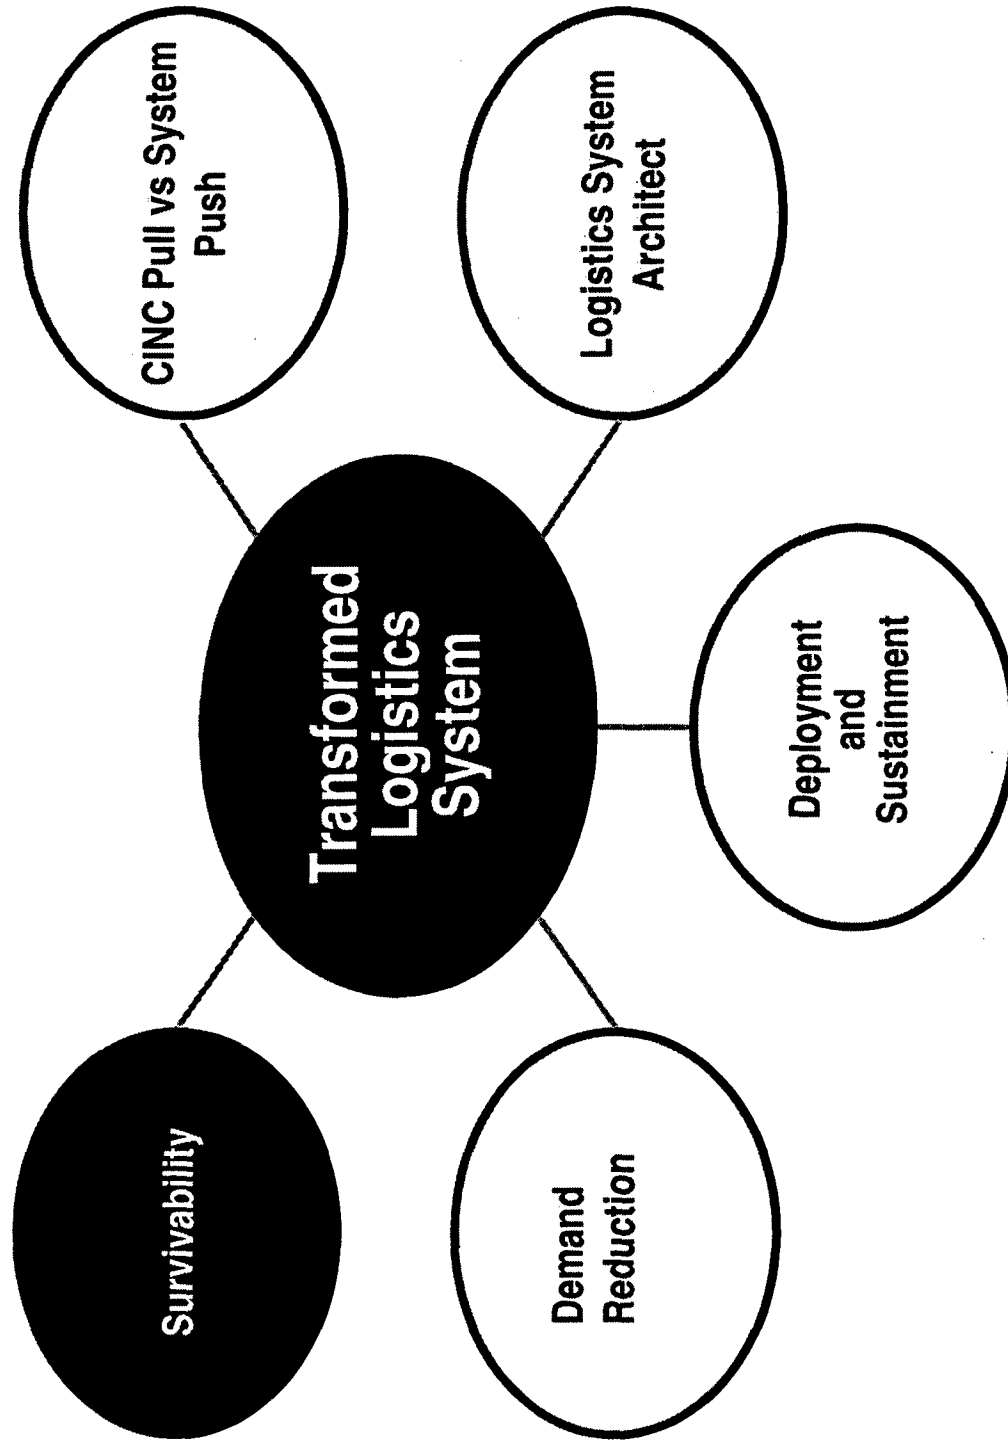 Survivability
CINC Pull vs System
Push
Transformed
Logistics
System
Demand
Reduction
Logistics System
Architect
Deployment
and
Sustainment